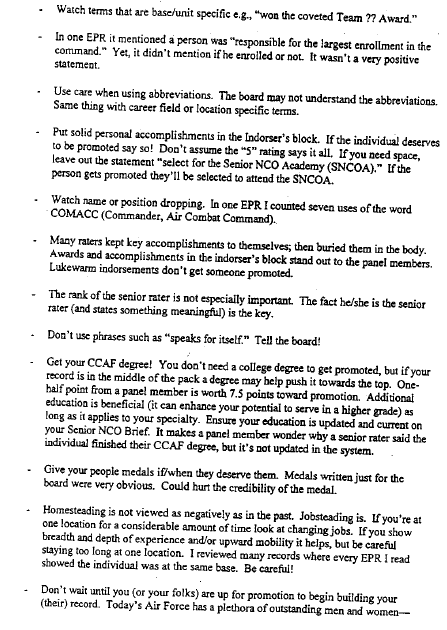 - Watch terms that are base/unit specific e.g., "won the coveted Team ?? Award."
- In one EPR it mentioned a person was "responsible for the largest enrollment in the
command." Yet, it didn't mention if he enrolled or not. It wasn't a very positive
statement.
- Use care when using abbreviations. The board may not understand the abbreviations.
Same thing with career field or location specific terms.
- Put solid personal accomplishments in the Indorser's block. If the individual deserves
to be promoted say so! Don't assume the "5" rating says it all. If you need space,
leave out the statement "select for the Senior NCO Academy (SNCOA)." If the
person gets promoted they'll be selected to attend the SNCOA.
- Watch name or position dropping. In one EPR I counted seven uses of the word
COMACC (Commander, Air Combat Command).
- Many raters kept key accomplishments to themselves; then buried them in the body.
Awards and accomplishments in the indorser's block stand out to the panel members.
Lukewarm indorsements don't get someone promoted.
- The rank of the senior rater is not especially important. The fact he/she is the senior
rater (and states something meaningful) is the key.
- Don't use phrases such as "speaks for itself." Tell the board!
- Get your CCAF degree! You don't need a college degree to get promoted, but if your
record is in the middle of the pack a degree may help push it towards the top. One-
half point from a panel member is worth 7.5 points toward promotion. Additional
education is beneficial (it can enhance your potential to serve in a higher grade) as
long as it applies to your specialty. Ensure your education is updated and current on
your Senior NCO Brief. It makes a panel member wonder why a senior rater said the
individual finished their CCAF degree, but it's not updated in the system.
- Give your people medals if/when they deserve them. Medals written just for the
board were very obvious. Could hurt the credibility of the medal.
- Homesteading is not viewed as negatively as in the past. Jobsteading is. If you're at
one location for a considerable amount of time look at changing jobs. If you show
breadth and depth of experience and/or upward mobility it helps, but be careful
staying too long at one location. I reviewed many records where every EPR I read
showed the individual was at the same base. Be careful!
- Don't wait until you (or your folks) are up for promotion to begin building your
(their) record. Today's Air Force has a plethora of outstanding men and women—